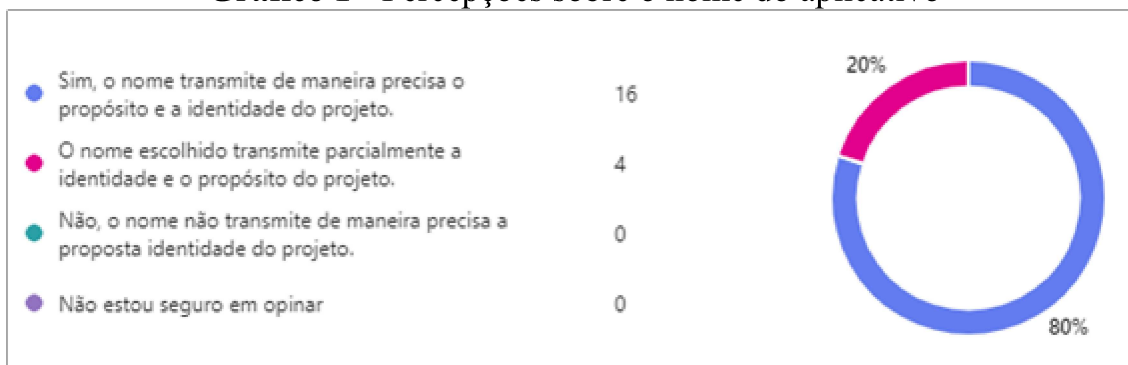 Sim, o nome transmite de maneira precisa o
propósito e a identidade do projeto.
16
O nome escolhido transmite parcialmente a
identidade e o propósito do projeto.
4
Não, o nome não transmite de maneira precisa a
proposta identidade do projeto.
0
Não estou seguro em opinar
0
20%
80%